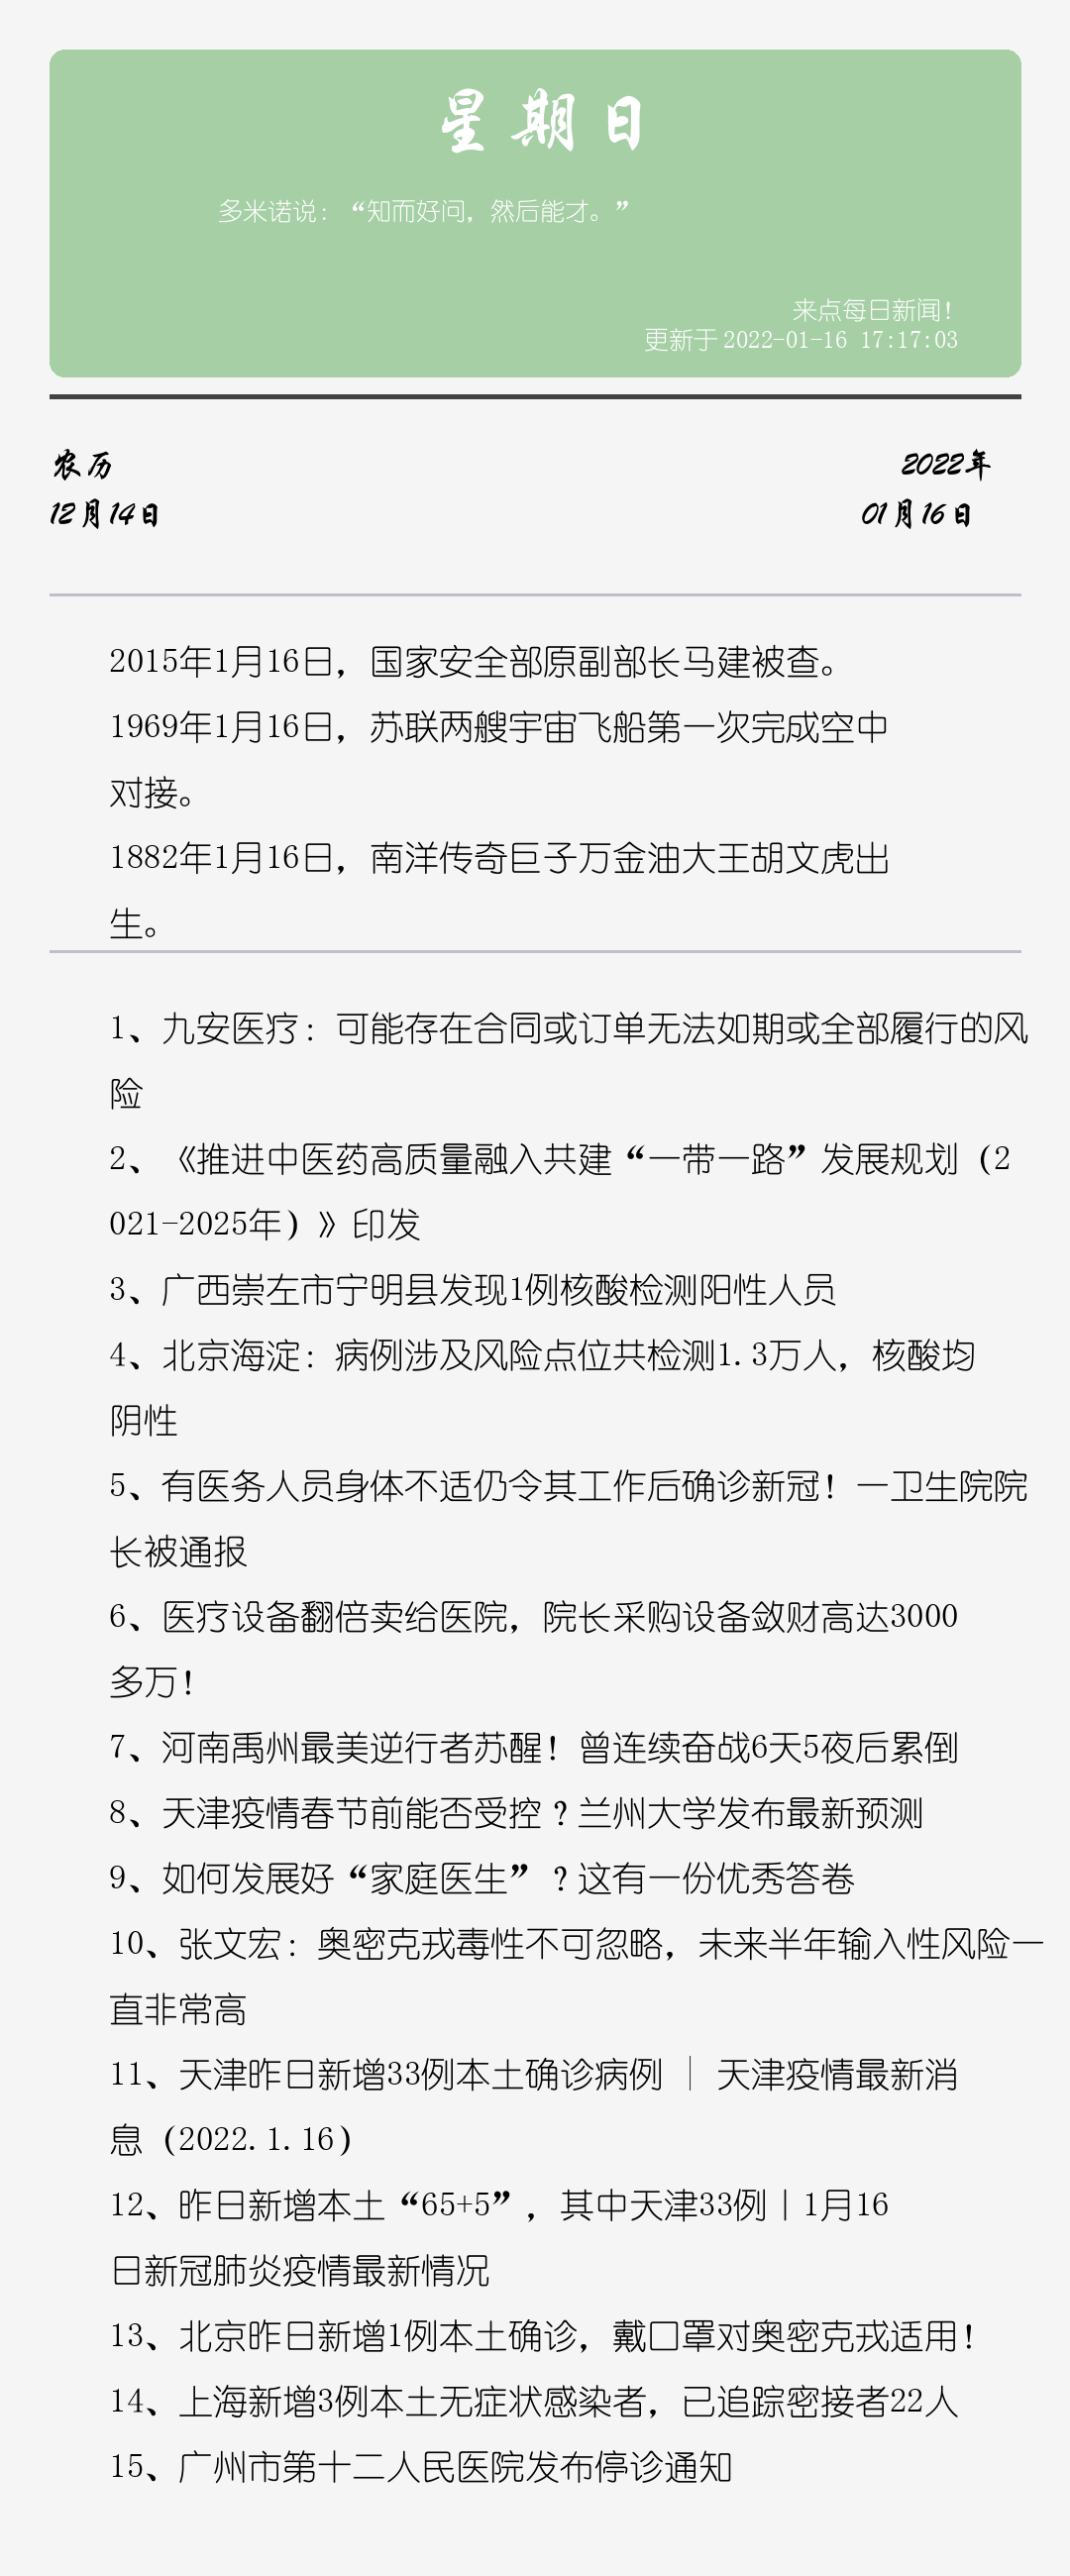 星期日
多米诺说：“知而好问，然后能才。”
来点每日新闻！
更新于 2022-01-16 17:17:03
农历
12月14日
2022年
01月16日
2015年1月16日，国家安全部原副部长马建被查。
1969年1月16日，苏联两艘宇宙飞船第一次完成空中
对接。
1882年1月16日，南洋传奇巨子万金油大王胡文虎出
生。
1、九安医疗：可能存在合同或订单无法如期或全部履行的风
险
2、《推进中医药高质量融入共建“一带一路”发展规划（2
021-2025年）》印发
3、广西崇左市宁明县发现1例核酸检测阳性人员
4、北京海淀：病例涉及风险点位共检测1.3万人，核酸均
阴性
5、有医务人员身体不适仍令其工作后确诊新冠！一卫生院院
长被通报
6、医疗设备翻倍卖给医院，院长采购设备敛财高达3000
多万！
7、河南禹州最美逆行者苏醒！曾连续奋战6天5夜后累倒
8、天津疫情春节前能否受控？兰州大学发布最新预测
9、如何发展好“家庭医生”？这有一份优秀答卷
10、张文宏：奥密克戎毒性不可忽略，未来半年输入性风险一
直非常高
11、天津昨日新增33例本土确诊病例 │ 天津疫情最新消
息（2022.1.16）
12、昨日新增本土“65+5”，其中天津33例丨1月16
日新冠肺炎疫情最新情况
13、北京昨日新增1例本土确诊，戴口罩对奥密克戎适用！
14、上海新增3例本土无症状感染者，已追踪密接者22人
15、广州市第十二人民医院发布停诊通知